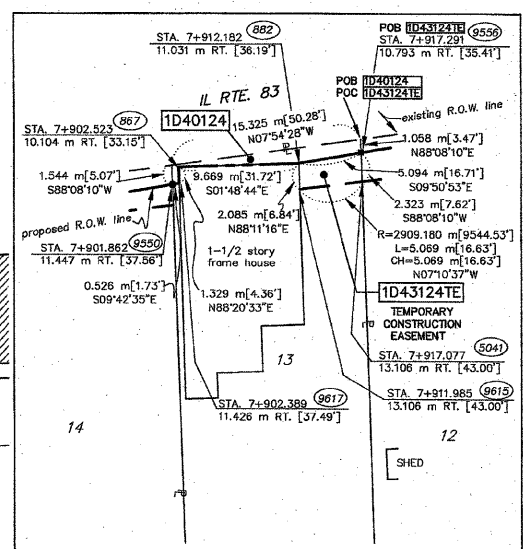 882
STA. 7+912.182
11.031 m RT. [36.19']
POB 1D43124TE
9556
STA. 7+917.291
10.793 m RT. [35.41']
POB 1D40124
POC 1D43124TE
existing R.O.W. line
IL RTE. 83
1D40124
15.325 m[50.28']
N07°54'28"W
867
STA. 7+902.523
10.104 m RT. [33.15']
1.058 m[3.47']
N88°08'10"E
1.544 m[5.07']
S88°08'10"W
9.669 m[31.72']
S01°48'44"E
5.094 m[16.71']
S09°50'53"E
proposed R.O.W. line
2.085 m[6.84']
N88°11'16"E
2.323 m[7.62']
S88°08'10"W
9550
STA. 7+901.862
11.447 m RT. [37.56']
1-1/2 story
frame house
R=2909.180 m[9544.53']
L=5.069 m[16.63']
CH=5.069 m[16.63']
N07°10'37"W
0.526 m[1.73']
S09°42'35"E
1.329 m[4.36']
N88°20'33"E
1D43124TE
TEMPORARY
CONSTRUCTION
EASEMENT
5041
STA. 7+917.077
13.106 m RT. [43.00']
13
9615
STA. 7+911.985
13.106 m RT. [43.00']
9617
STA. 7+902.389
11.426 m RT. [37.49']
14
12
SHED